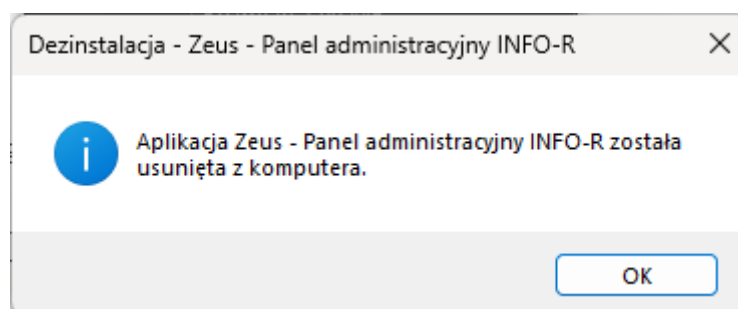 Dezinstalacja - Zeus - Panel administracyjny INFO-R
Aplikacja Zeus - Panel administracyjny INFO-R została
usunięta z komputera.
OK